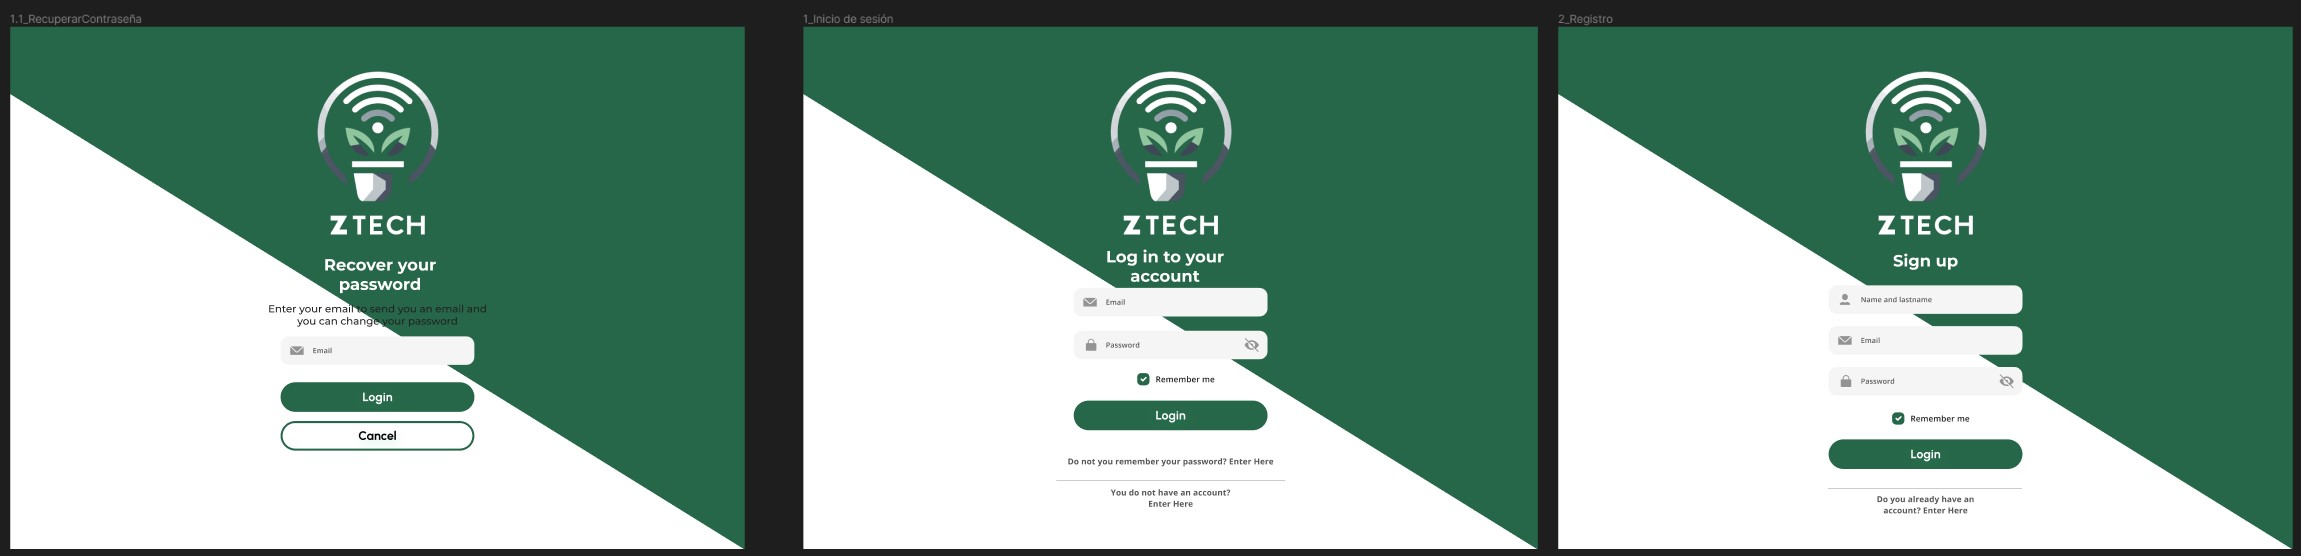 1.1_RecuperarContraseña
ZTECH
Recover your
password
Enter your email to send you an email and
you can change your password
Email
Login
Cancel
1_Inicio de sesión
ZTECH
Log in to your
account
Email
Password
Remember me
Login
Do not you remember your password? Enter Here
You do not have an account?
Enter Here
2_Registro
ZTECH
Sign up
Name and lastname
Email
Password
Remember me
Login
Do you already have an
account? Enter Here